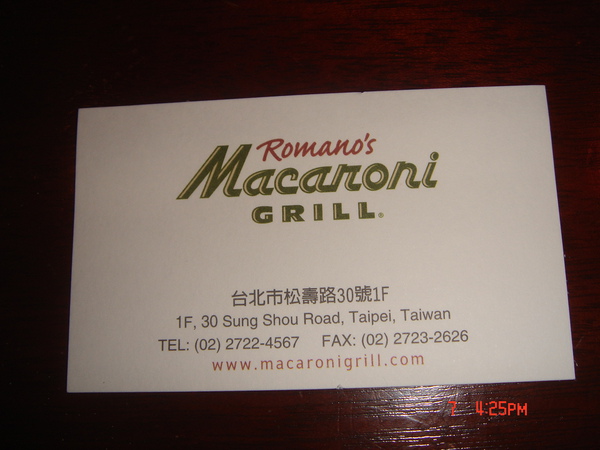 Romano's
Macaroni
GRILL®
台北市松壽路30號1F
1F, 30 Sung Shou Road, Taipei, Taiwan
TEL: (02) 2722-4567 FAX: (02) 2723-2626
www.macaronigrill.com
7 4:25PM